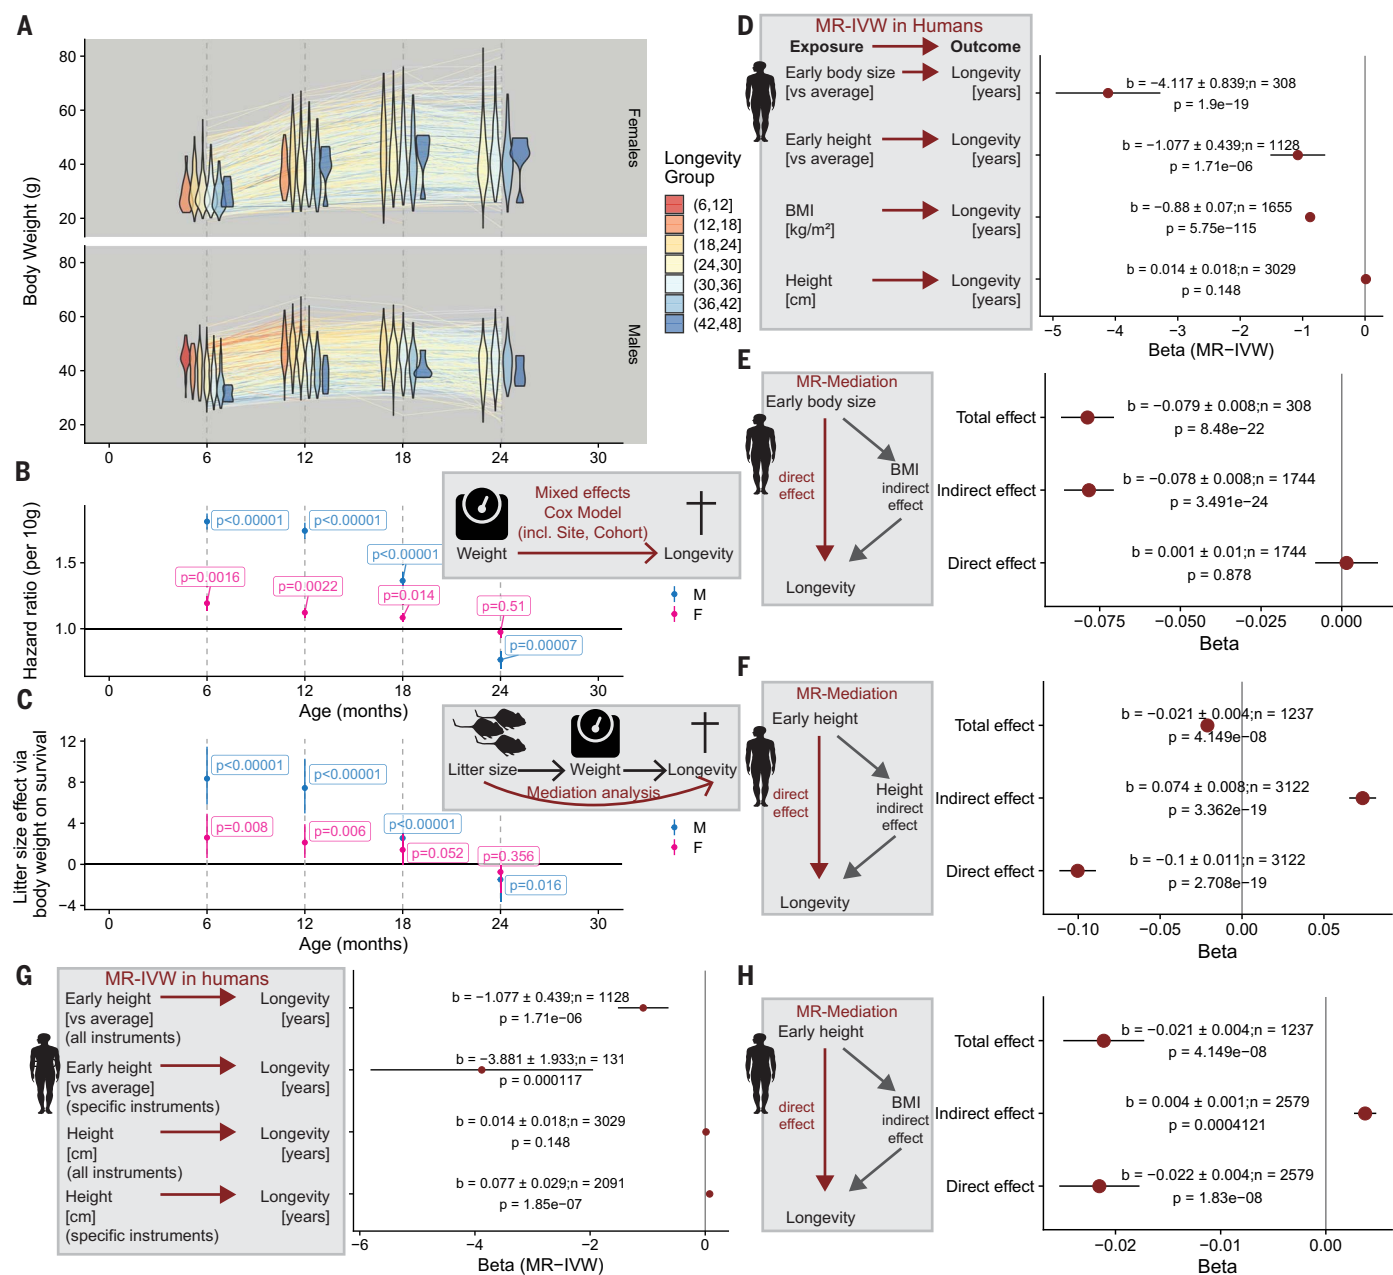 A
80
60
40
20
Females
80
60
40
20
Males
Body Weight (g)
0
6
12
18
24
30
Longevity
Group
(6,12]
(12,18]
(18,24]
(24,30]
(30,36]
(36,42]
(42,48]
B
Hazard ratio (per 10g)
1.5
1.0
p<0.00001
p<0.00001
p<0.00001
p=0.0016
p=0.0022
p=0.014
p=0.51
p=0.00007
Mixed effects
Cox Model
(incl. Site, Cohort)
Weight
Longevity
M
F
0
6
12
18
24
30
Age (months)
C
Litter size effect via
body weight on survival
12
8
4
0
−4
p<0.00001
p<0.00001
p<0.00001
p=0.008
p=0.006
p=0.052
p=0.356
p=0.016
Litter size
Weight
Longevity
Mediation analysis
M
F
0
6
12
18
24
30
Age (months)
D
MR-IVW in Humans
Exposure
Outcome
Early body size
[vs average]
Longevity
[years]
Early height
[vs average]
Longevity
[years]
BMI
[kg/m²]
Longevity
[years]
Height
[cm]
Longevity
[years]
b = −4.117 ± 0.839;n = 308
p = 1.9e−19
b = −1.077 ± 0.439;n = 1128
p = 1.71e−06
b = −0.88 ± 0.07;n = 1655
p = 5.75e−115
b = 0.014 ± 0.018;n = 3029
p = 0.148
−5
−4
−3
−2
−1
0
Beta (MR−IVW)
E
MR-Mediation
Early body size
direct
effect
BMI
indirect
effect
Longevity
Total effect
Indirect effect
Direct effect
b = −0.079 ± 0.008;n = 308
p = 8.48e−22
b = −0.078 ± 0.008;n = 1744
p = 3.491e−24
b = 0.001 ± 0.01;n = 1744
p = 0.878
−0.075
−0.050
−0.025
0.000
Beta
F
MR-Mediation
Early height
direct
effect
Height
indirect
effect
Longevity
Total effect
Indirect effect
Direct effect
b = −0.021 ± 0.004;n = 1237
p = 4.149e−08
b = 0.074 ± 0.008;n = 3122
p = 3.362e−19
b = −0.1 ± 0.011;n = 3122
p = 2.708e−19
−0.10
−0.05
0.00
0.05
Beta
G
MR-IVW in humans
Early height
[vs average]
(all instruments)
Longevity
[years]
Early height
[vs average]
(specific instruments)
Longevity
[years]
Height
[cm]
(all instruments)
Longevity
[years]
Height
[cm]
(specific instruments)
Longevity
[years]
b = −1.077 ± 0.439;n = 1128
p = 1.71e−06
b = −3.881 ± 1.933;n = 131
p = 0.000117
b = 0.014 ± 0.018;n = 3029
p = 0.148
b = 0.077 ± 0.029;n = 2091
p = 1.85e−07
−6
−4
−2
0
Beta (MR−IVW)
H
MR-Mediation
Early height
direct
effect
BMI
indirect
effect
Longevity
Total effect
Indirect effect
Direct effect
b = −0.021 ± 0.004;n = 1237
p = 4.149e−08
b = 0.004 ± 0.001;n = 2579
p = 0.0004121
b = −0.022 ± 0.004;n = 2579
p = 1.83e−08
−0.02
−0.01
0.00
Beta